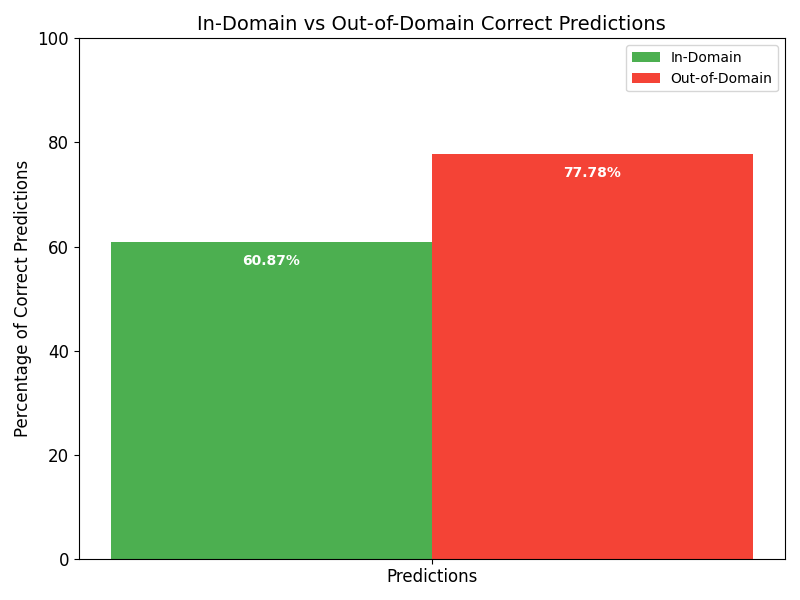 In-Domain vs Out-of-Domain Correct Predictions
In-Domain
Out-of-Domain
Percentage of Correct Predictions
100
80
60
40
20
0
60.87%
77.78%
Predictions